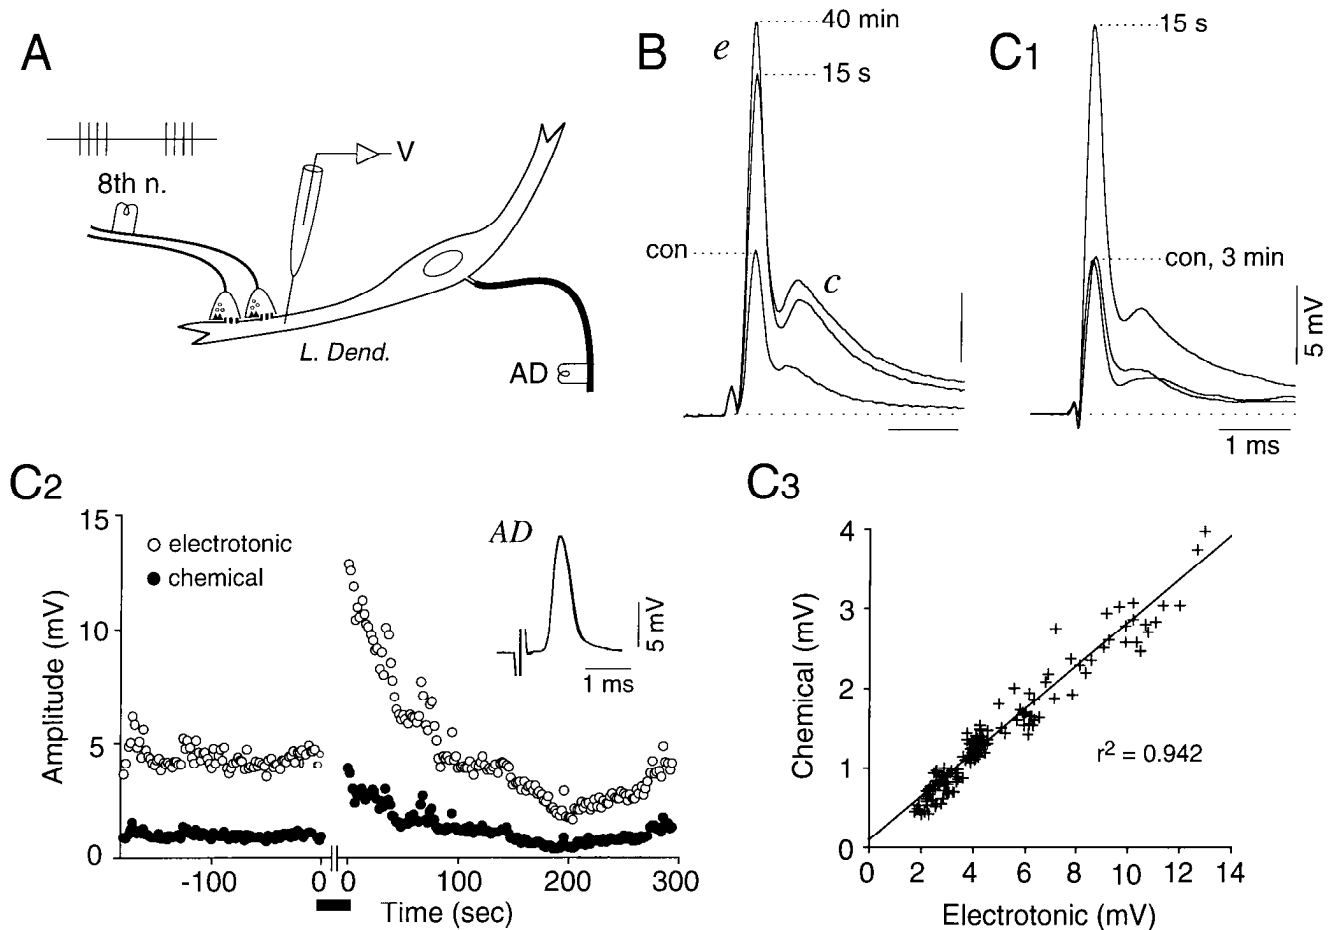 A
8th n.
V
L. Dend.
AD
B
e
40 min
15 s
con
c
C1
15 s
con, 3 min
5 mV
1 ms
C2
15
10
5
0
Amplitude (mV)
electrotonic
chemical
AD
5 mV
1 ms
-100
0
0
100
200
300
Time (sec)
C3
4
3
2
1
0
Chemical (mV)
r² = 0.942
0
2
4
6
8
10
12
14
Electrotonic (mV)